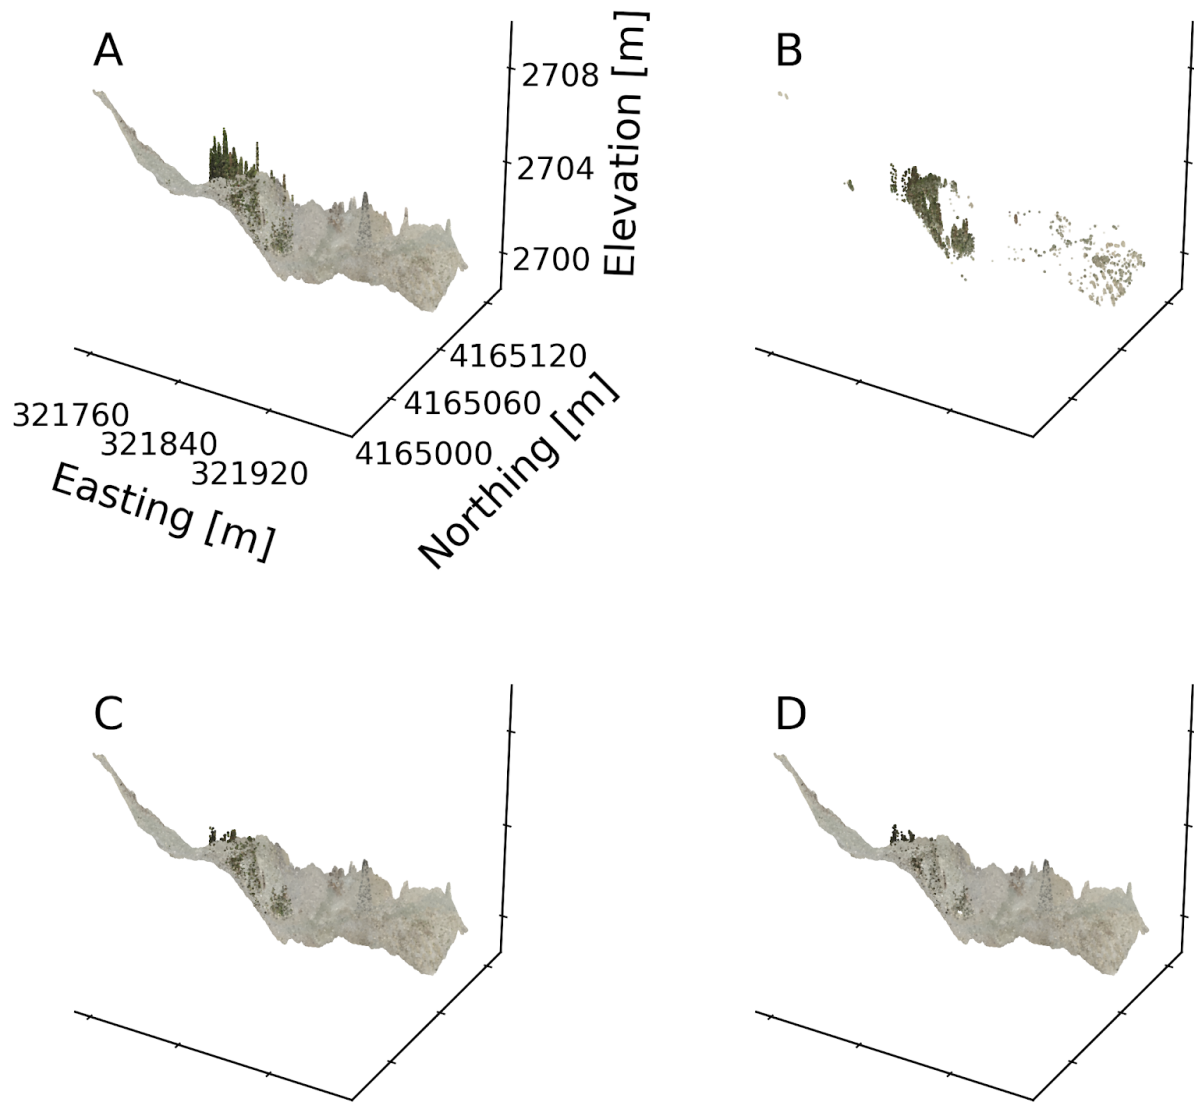 A
B
2708
2704
2700
Elevation [m]
4165120
4165060
4165000
Northing [m]
321760
321840
321920
Easting [m]
C
D